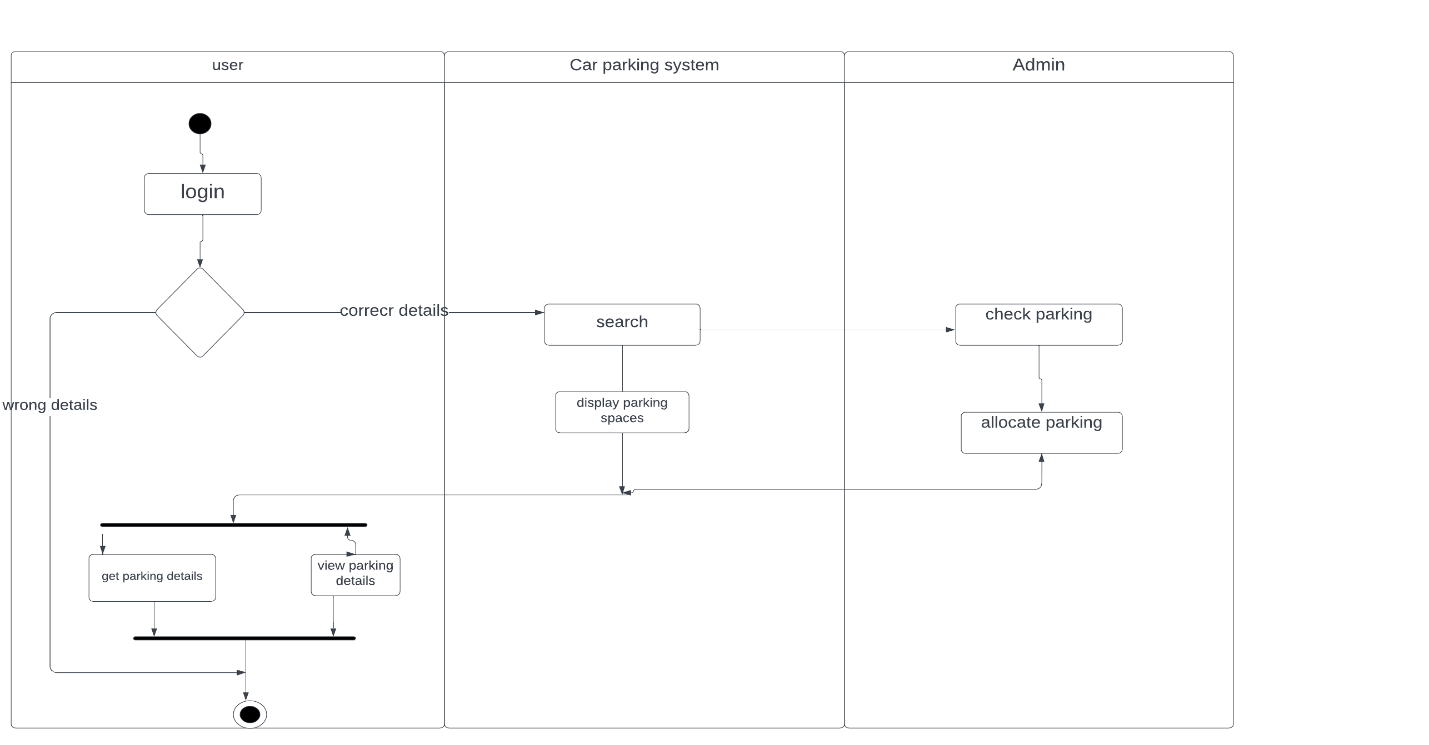 user
Car parking system
Admin
login
correcr details
search
check parking
wrong details
display parking
spaces
allocate parking
get parking details
view parking
details